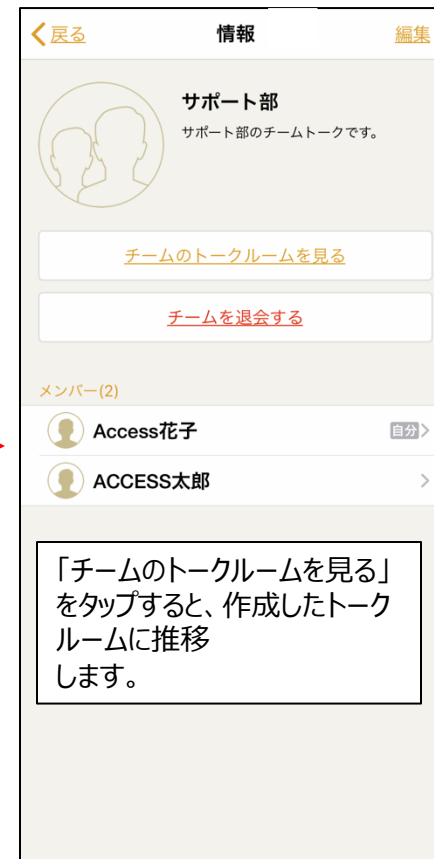 戻る 情報 編集
サポート部
サポート部のチームトークです。
チームのトークルームを見る
チームを退会する
メンバー(2)
Access花子 自分
ACCESS太郎
「チームのトークルームを見る」
をタップすると、作成したトーク
ルームに推移
します。